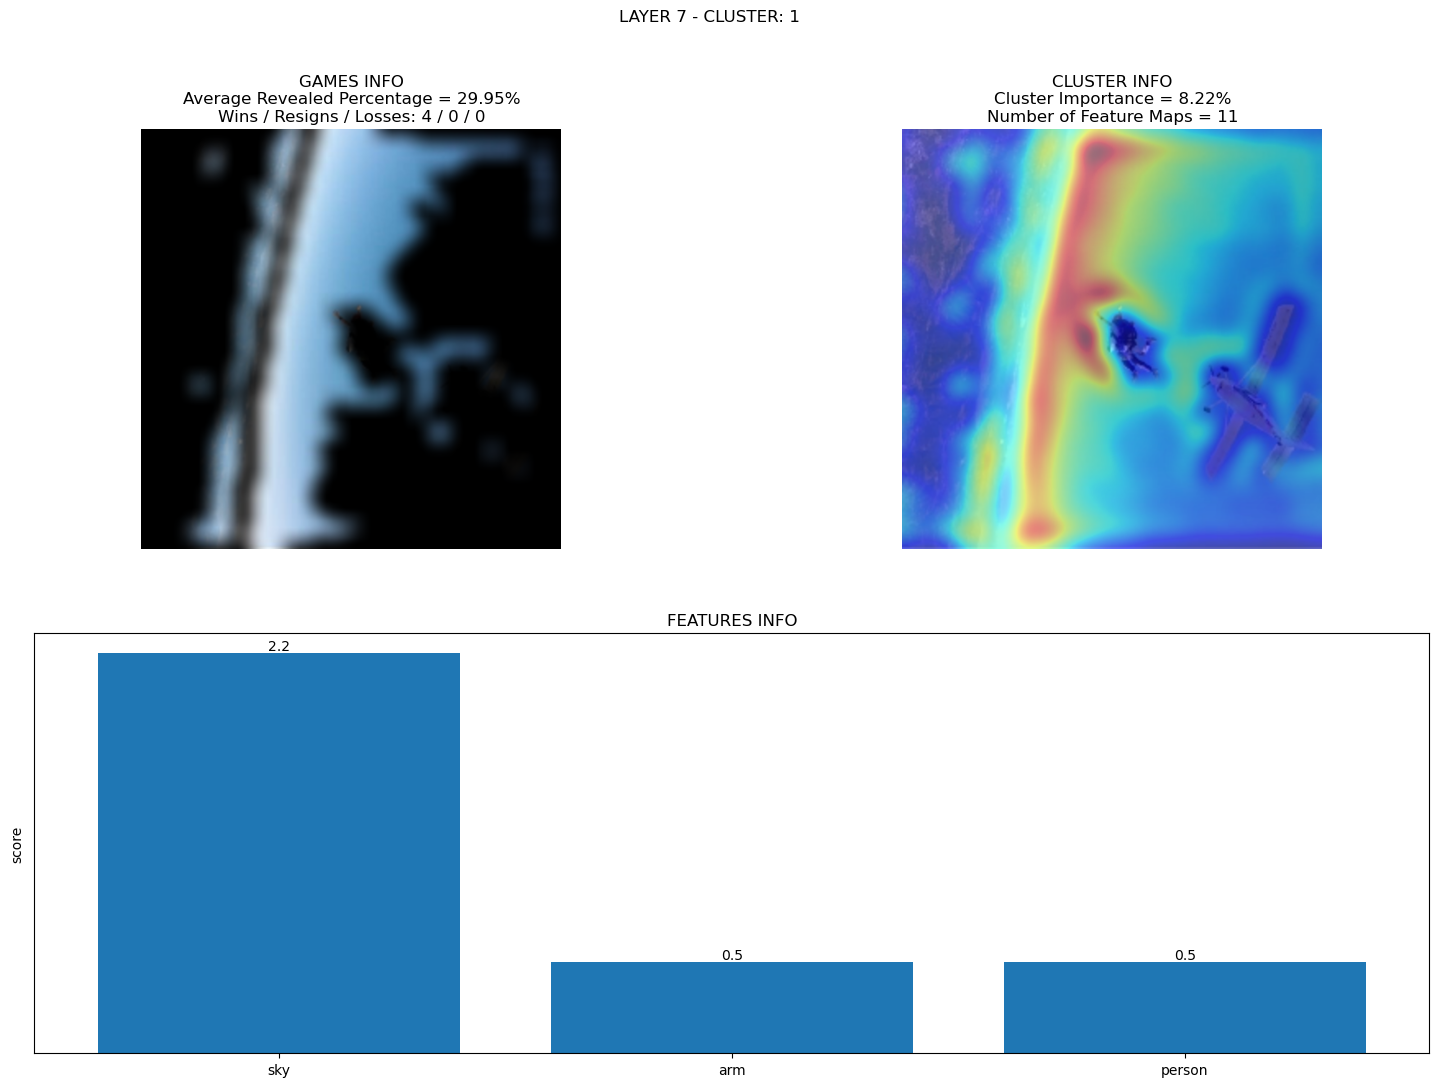 LAYER 7 - CLUSTER: 1
GAMES INFO
Average Revealed Percentage = 29.95%
Wins / Resigns / Losses: 4 / 0 / 0
CLUSTER INFO
Cluster Importance = 8.22%
Number of Feature Maps = 11
FEATURES INFO
score
2.2
0.5
0.5
sky
arm
person